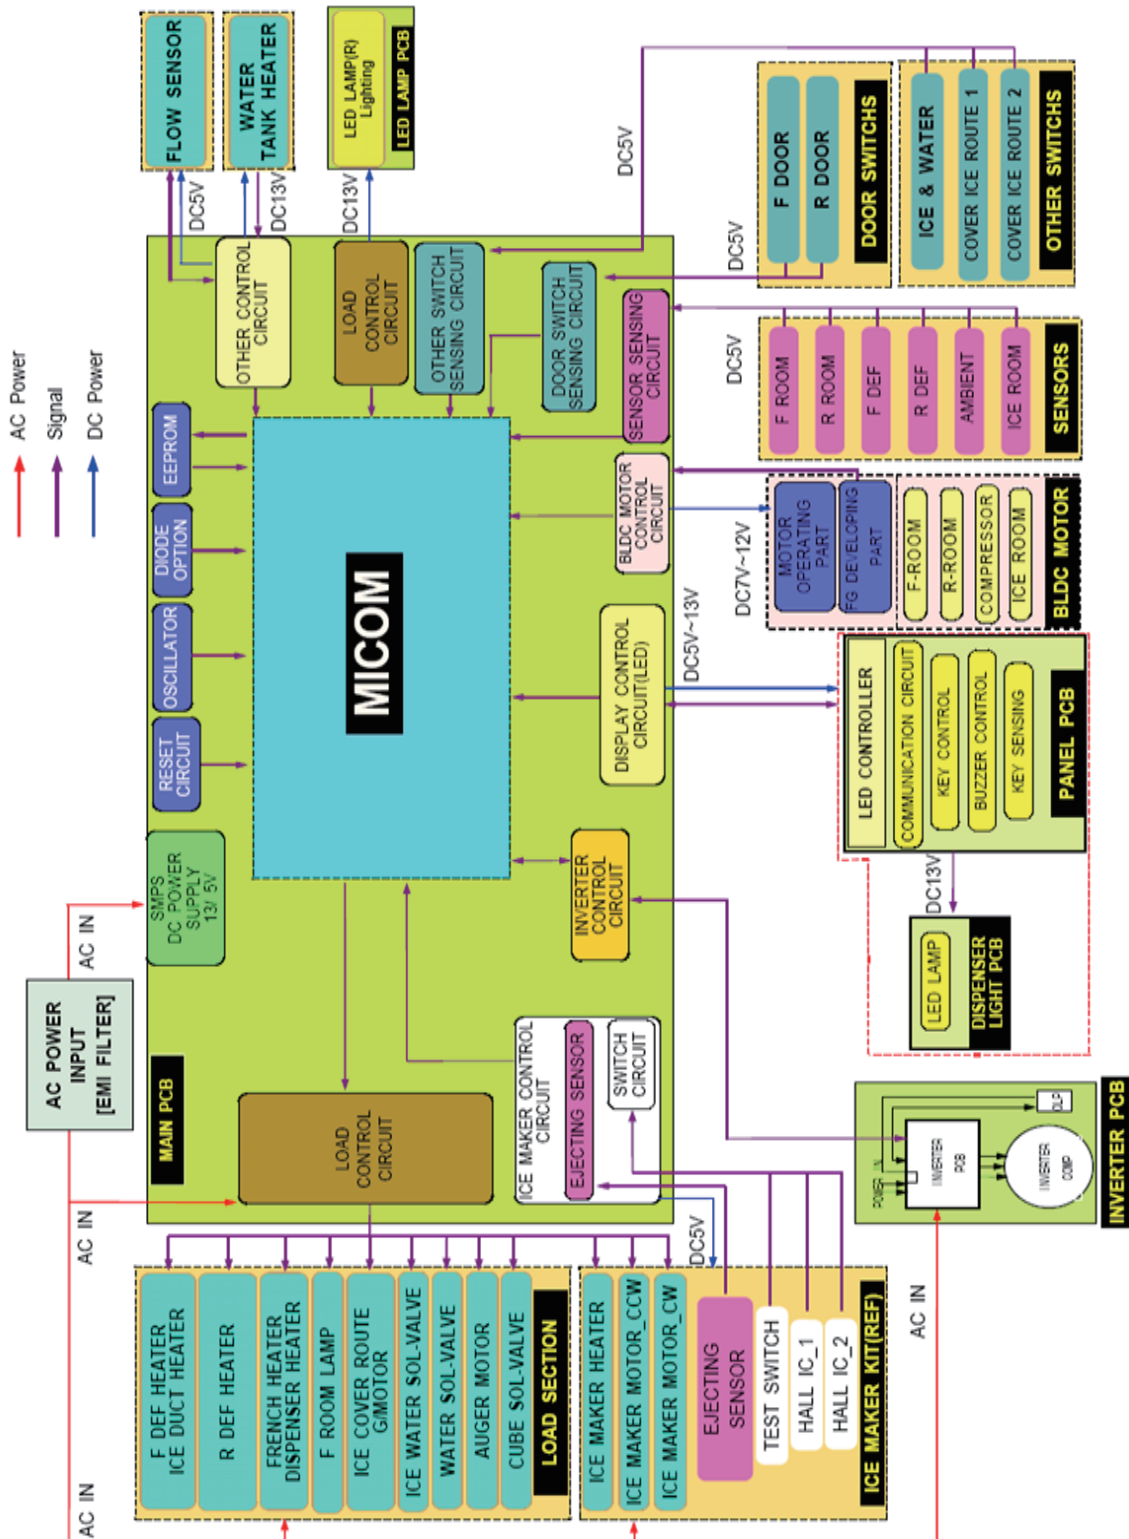 AC Power
Signal
DC Power
FLOW SENSOR
WATER
TANK HEATER
LED LAMP(R)
Lighting
LED LAMP PCB
DC5V
DC13V
DC13V
OTHER CONTROL
CIRCUIT
LOAD
CONTROL
CIRCUIT
OTHER SWITCH
SENSING CIRCUIT
DOOR SWITCH
SENSING CIRCUIT
SENSOR SENSING
CIRCUIT
DC5V
DC5V
F DOOR
R DOOR
DOOR SWITCHS
ICE & WATER
COVER ICE ROUTE 1
COVER ICE ROUTE 2
OTHER SWITCHS
DC5V
F ROOM
R ROOM
F DEF
R DEF
AMBIENT
ICE ROOM
SENSORS
EEPROM
DIODE
OPTION
OSCILLATOR
RESET
CIRCUIT
MICOM
BLDC MOTOR
CONTROL
CIRCUIT
DC7V~12V
MOTOR
OPERATING
PART
FG DEVELOPING
PART
F-ROOM
R-ROOM
COMPRESSOR
ICE ROOM
BLDC MOTOR
DISPLAY CONTROL
CIRCUIT(LED)
DC5V~13V
LED CONTROLLER
COMMUNICATION CIRCUIT
KEY CONTROL
BUZZER CONTROL
KEY SENSING
PANEL PCB
DC13V
LED LAMP
DISPENSER
LIGHT PCB
SMPS
DC POWER
SUPPLY
13/ 5V
AC IN
AC POWER
INPUT
[EMI FILTER]
MAIN PCB
INVERTER
CONTROL
CIRCUIT
LOAD
CONTROL
CIRCUIT
ICE MAKER CONTROL
CIRCUIT
EJECTING SENSOR
SWITCH
CIRCUIT
AC IN
AC IN
F DEF HEATER
ICE DUCT HEATER
R DEF HEATER
FRENCH HEATER
DISPENSER HEATER
F ROOM LAMP
ICE COVER ROUTE
G/MOTOR
ICE WATER SOL-VALVE
WATER SOL-VALVE
AUGER MOTOR
CUBE SOL-VALVE
LOAD SECTION
DC5V
ICE MAKER HEATER
ICE MAKER MOTOR_CCW
ICE MAKER MOTOR_CW
EJECTING
SENSOR
TEST SWITCH
HALL IC_1
HALL IC_2
ICE MAKER KIT(REF)
AC IN
POWER IN
INVERTER
PCB
OLP
INVERTER
COMP
INVERTER PCB